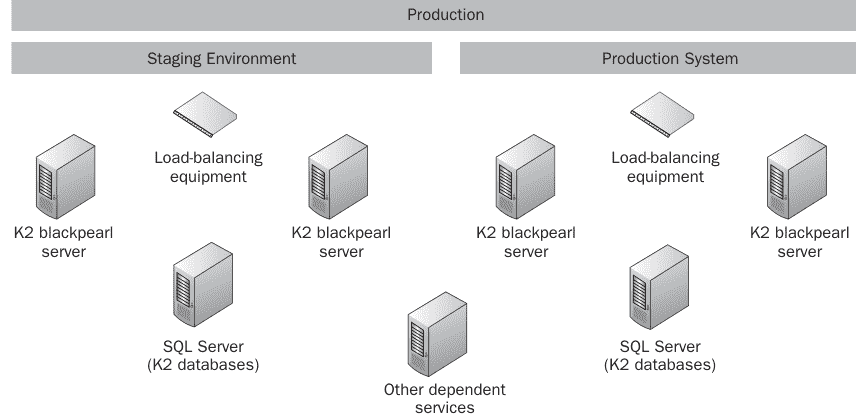 Production
Staging Environment
Production System
Load-balancing
equipment
Load-balancing
equipment
K2 blackpearl
server
K2 blackpearl
server
K2 blackpearl
server
K2 blackpearl
server
SQL Server
(K2 databases)
SQL Server
(K2 databases)
Other dependent
services